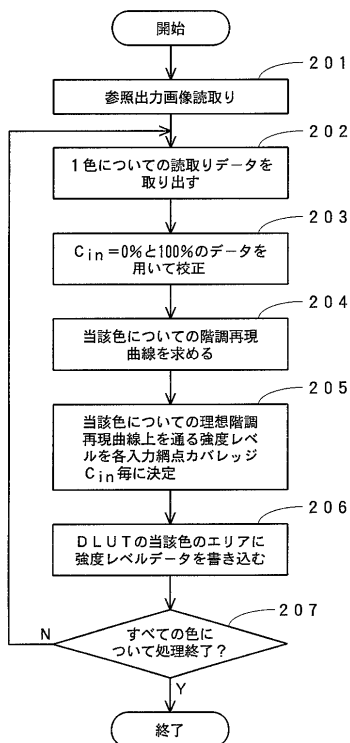 開始
201
参照出力画像読取り
202
1色についての読取りデータを
取り出す
203
Cin=0%と100%のデータを
用いて校正
204
当該色についての階調再現
曲線を求める
205
当該色についての理想階調
再現曲線上を通る強度レベ
ルを各入力網点カバレッジ
Cin毎に決定
206
DLUTの当該色のエリアに
強度レベルデータを書き込む
207
すべての色に
ついて処理終了?
N
Y
終了